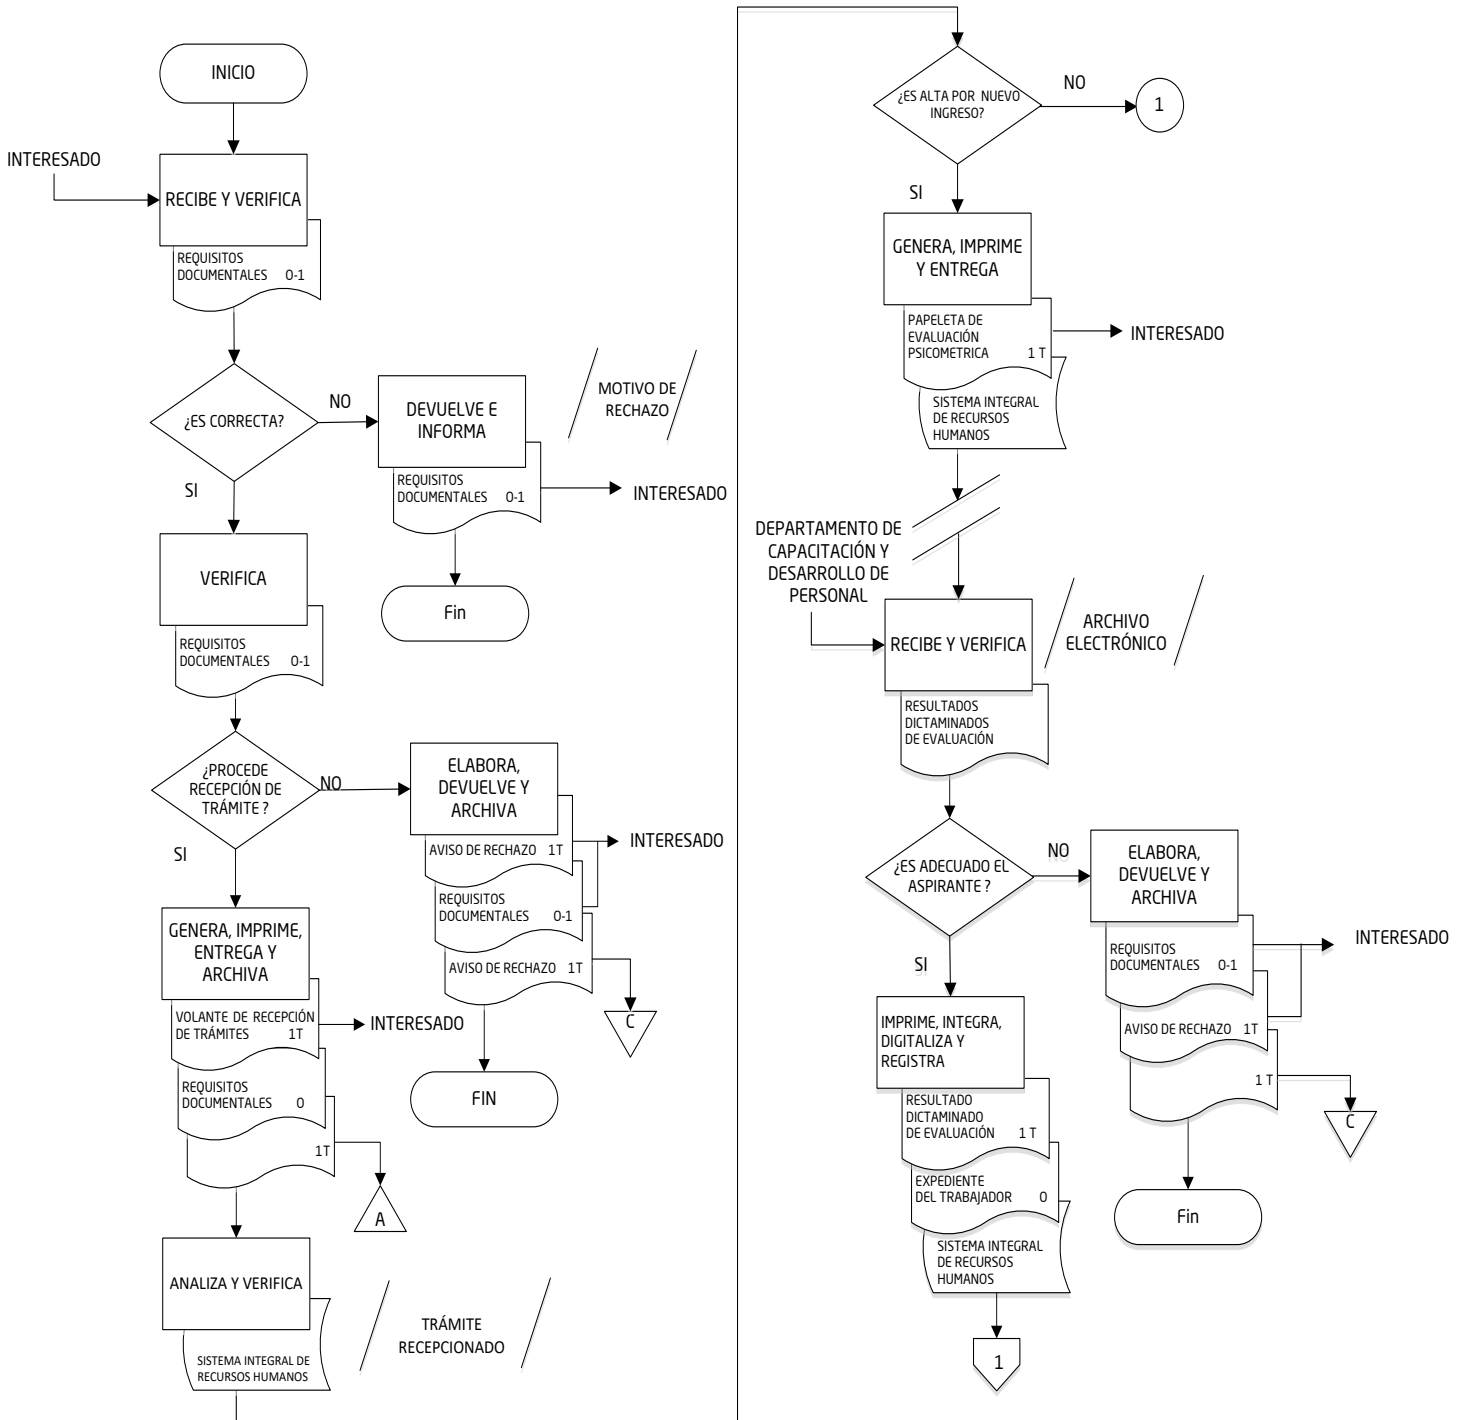 INICIO
INTERESADO
RECIBE Y VERIFICA
REQUISITOS
DOCUMENTALES 0-1
¿ES CORRECTA?
NO
SI
DEVUELVE E
INFORMA
REQUISITOS
DOCUMENTALES 0-1
MOTIVO DE
RECHAZO
INTERESADO
Fin
VERIFICA
REQUISITOS
DOCUMENTALES 0-1
¿PROCEDE
RECEPCIÓN DE
TRÁMITE ?
NO
SI
ELABORA,
DEVUELVE Y
ARCHIVA
AVISO DE RECHAZO 1T
REQUISITOS
DOCUMENTALES 0-1
AVISO DE RECHAZO 1T
INTERESADO
C
FIN
GENERA, IMPRIME,
ENTREGA Y
ARCHIVA
VOLANTE DE RECEPCIÓN
DE TRÁMITES 1T
INTERESADO
REQUISITOS
DOCUMENTALES 0
1T
A
ANALIZA Y VERIFICA
SISTEMA INTEGRAL DE
RECURSOS HUMANOS
TRÁMITE
RECEPCIONADO
¿ES ALTA POR NUEVO
INGRESO?
NO
1
SI
GENERA, IMPRIME
Y ENTREGA
PAPELETA DE
EVALUACIÓN
PSICOMETRICA 1 T
INTERESADO
SISTEMA INTEGRAL
DE RECURSOS
HUMANOS
DEPARTAMENTO DE
CAPACITACIÓN Y
DESARROLLO DE
PERSONAL
RECIBE Y VERIFICA
ARCHIVO
ELECTRÓNICO
RESULTADOS
DICTAMINADOS
DE EVALUACIÓN
¿ES ADECUADO EL
ASPIRANTE ?
NO
SI
ELABORA,
DEVUELVE Y
ARCHIVA
REQUISITOS
DOCUMENTALES 0-1
INTERESADO
AVISO DE RECHAZO 1T
1 T
C
Fin
IMPRIME, INTEGRA,
DIGITALIZA Y
REGISTRA
RESULTADO
DICTAMINADO
DE EVALUACIÓN 1 T
EXPEDIENTE
DEL TRABAJADOR 0
SISTEMA INTEGRAL
DE RECURSOS
HUMANOS
1